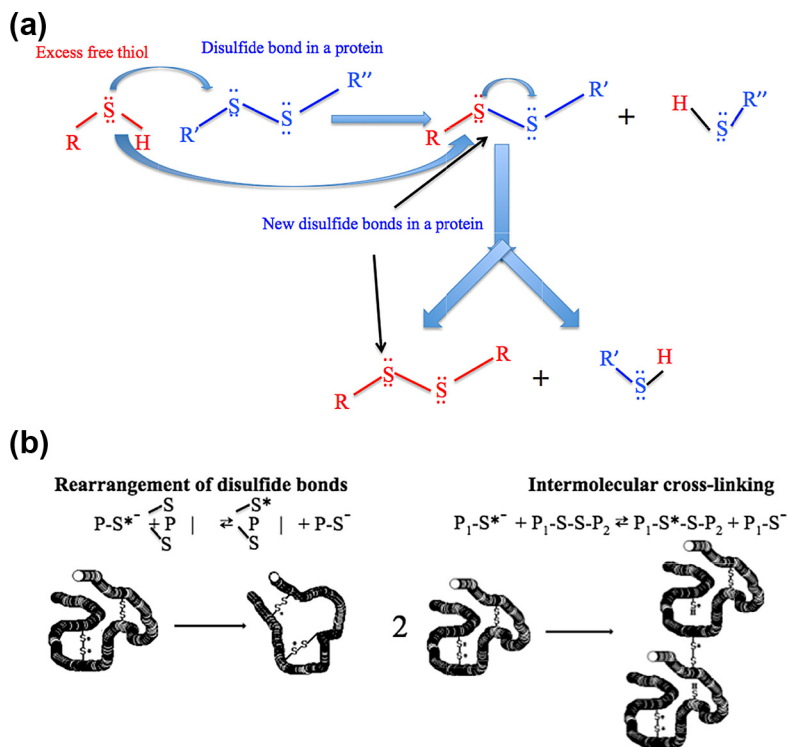 (a)
Excess free thiol
Disulfide bond in a protein
R S H
R' S S R''
R S S R'
+
H S R''
New disulfide bonds in a protein
R S S R
+
R' S H
(b)
Rearrangement of disulfide bonds
Intermolecular cross-linking
S S*
P-S*⁻ + P | ⇌ P | + P-S⁻
S S
P₁-S*⁻ + P₁-S-S-P₂ ⇌ P₁-S*-S-P₂ + P₁-S⁻
2